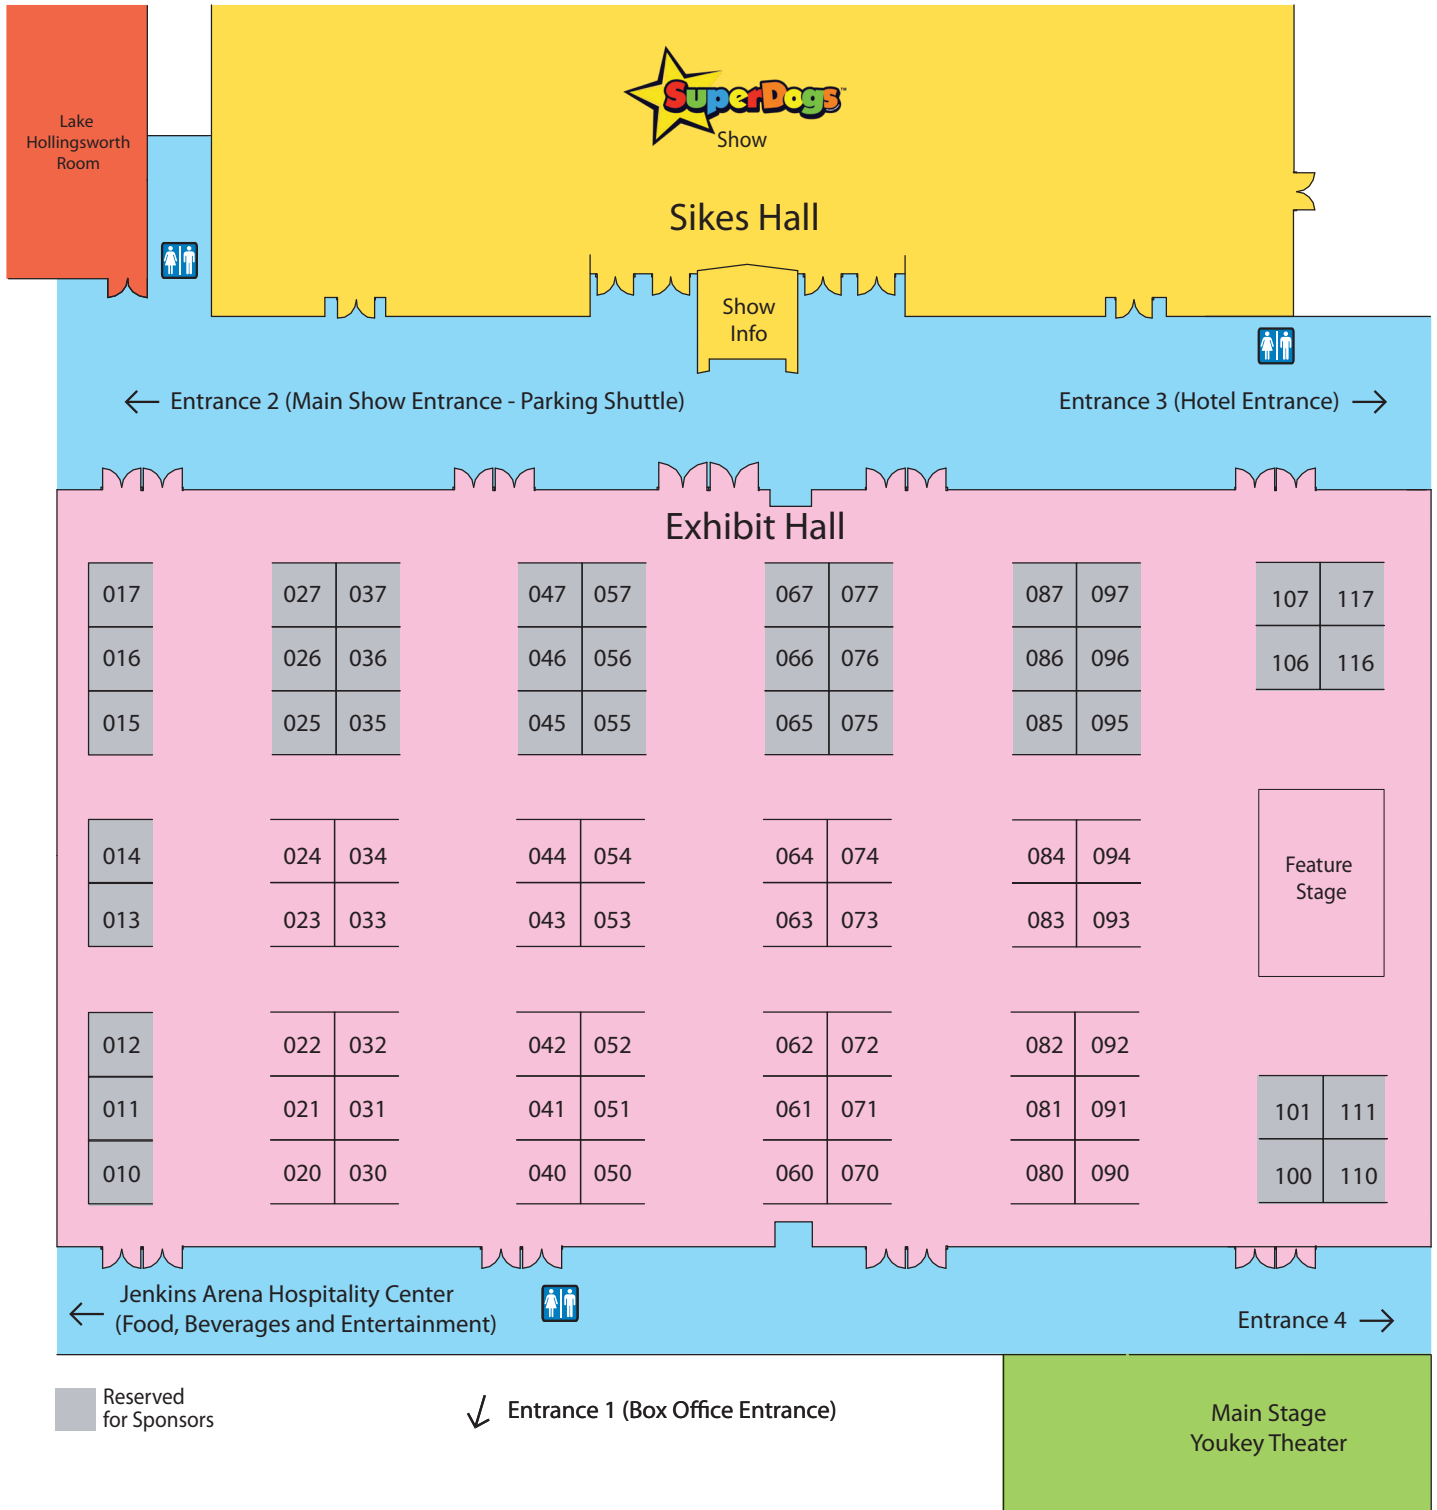 Lake
Hollingsworth
Room
SuperDogs™
Show
Sikes Hall
Show
Info
Entrance 2 (Main Show Entrance - Parking Shuttle)
Entrance 3 (Hotel Entrance)
Exhibit Hall
017 027 037 047 057 067 077 087 097 107 117
016 026 036 046 056 066 076 086 096 106 116
015 025 035 045 055 065 075 085 095
014 024 034 044 054 064 074 084 094
Feature
Stage
013 023 033 043 053 063 073 083 093
012 022 032 042 052 062 072 082 092
011 021 031 041 051 061 071 081 091 101 111
010 020 030 040 050 060 070 080 090 100 110
Jenkins Arena Hospitality Center
(Food, Beverages and Entertainment)
Entrance 4
Reserved
for Sponsors
Entrance 1 (Box Office Entrance)
Main Stage
Youkey Theater